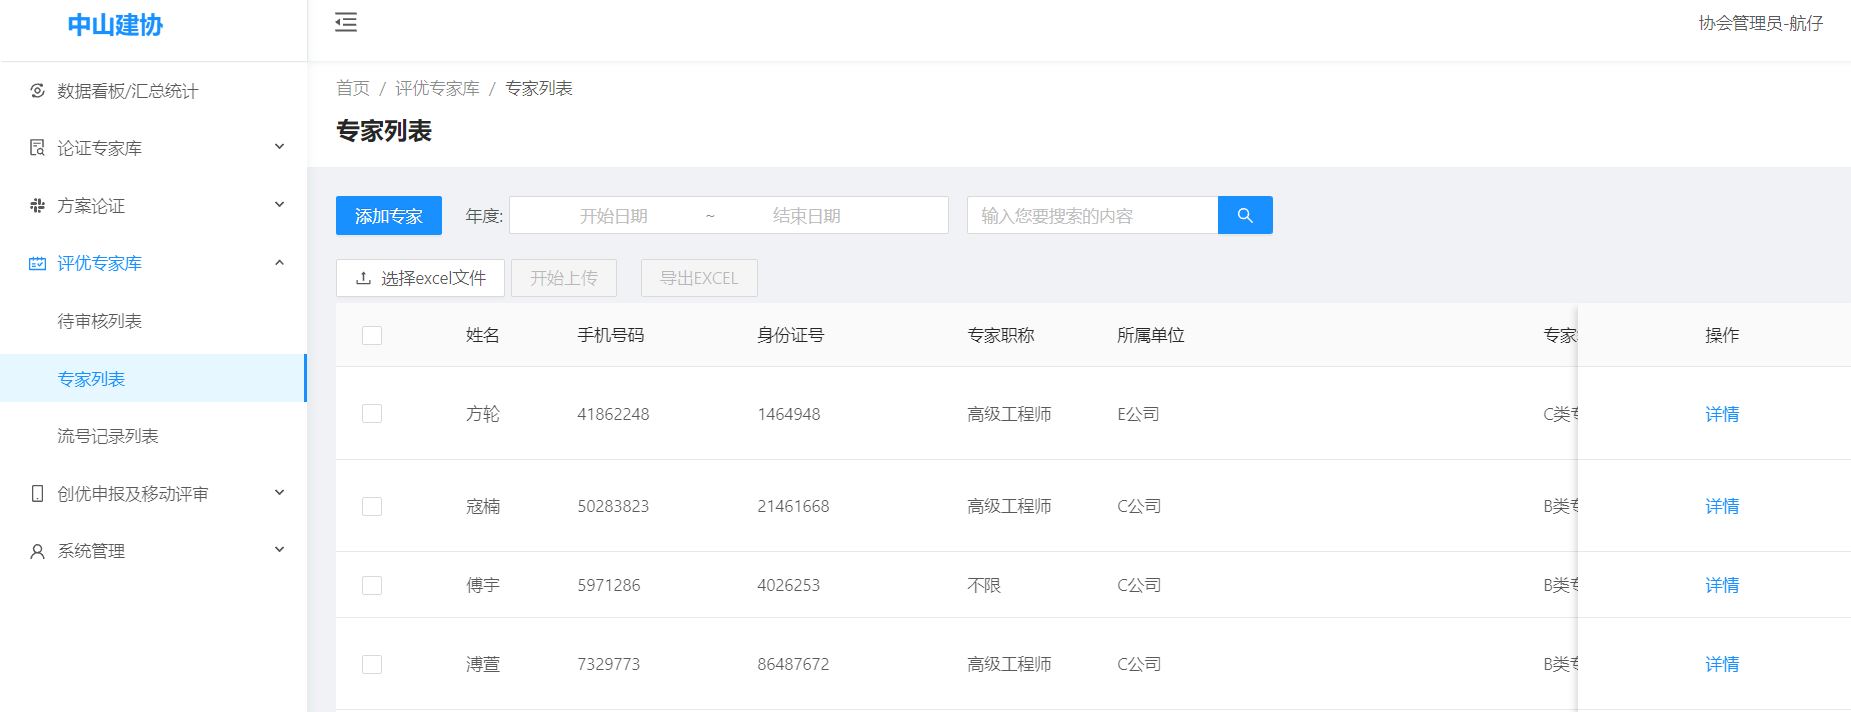 中山建协
协会管理员-航仔
数据看板/汇总统计
论证专家库
方案论证
评优专家库
待审核列表
专家列表
流号记录列表
创优申报及移动评审
系统管理
首页 / 评优专家库 / 专家列表
专家列表
添加专家 年度: 开始日期 ~ 结束日期 输入您要搜索的内容
选择excel文件 开始上传 导出EXCEL
姓名 手机号码 身份证号 专家职称 所属单位 专家 操作
方轮 41862248 1464948 高级工程师 E公司 C类专 详情
寇楠 50283823 21461668 高级工程师 C公司 B类专 详情
傅宇 5971286 4026253 不限 C公司 B类专 详情
溥萱 7329773 86487672 高级工程师 C公司 B类专 详情